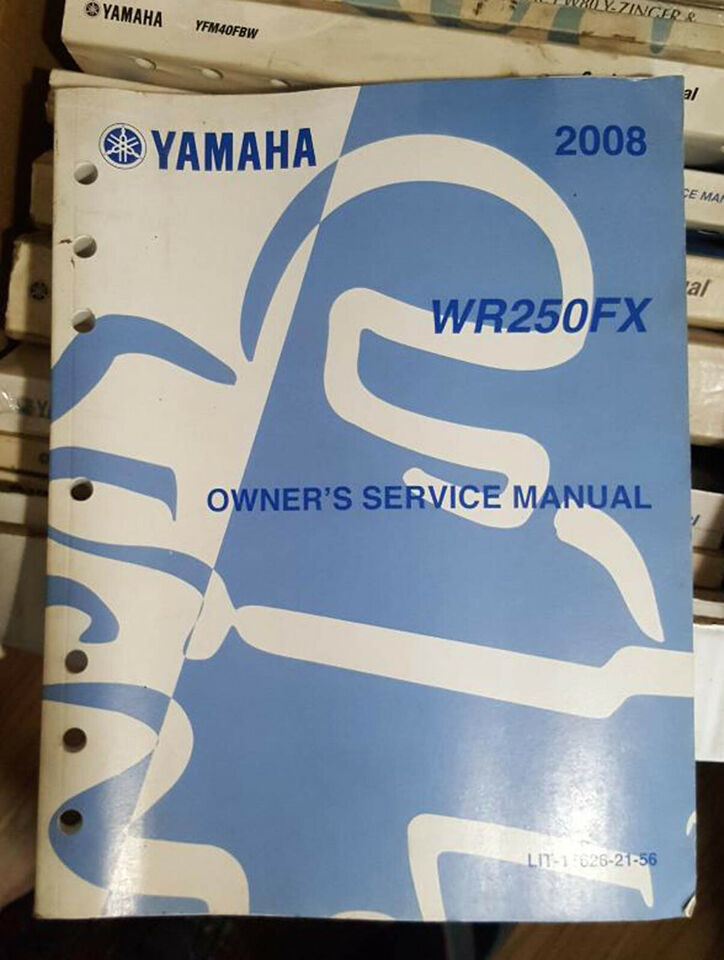 YAMAHA
YFM40FBW
YAMAHA
2008
WR250FX
OWNER'S SERVICE MANUAL